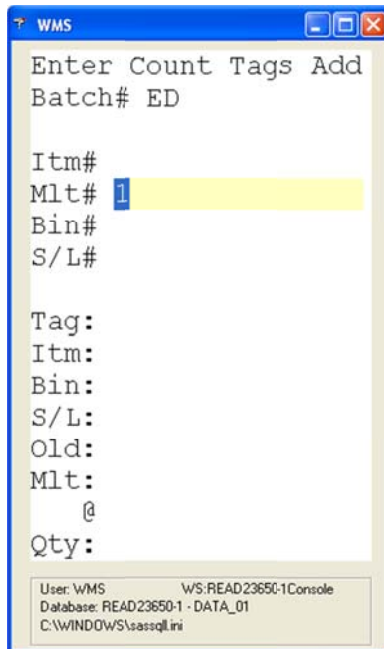 WMS
Enter Count Tags Add
Batch# ED
Itm#
Mlt# 1
Bin#
S/L#
Tag:
Itm:
Bin:
S/L:
Old:
Mlt:
@
Qty:
User: WMS WS:READ23650-1Console
Database: READ23650-1 - DATA_01
C:\WINDOWS\sassqll.ini